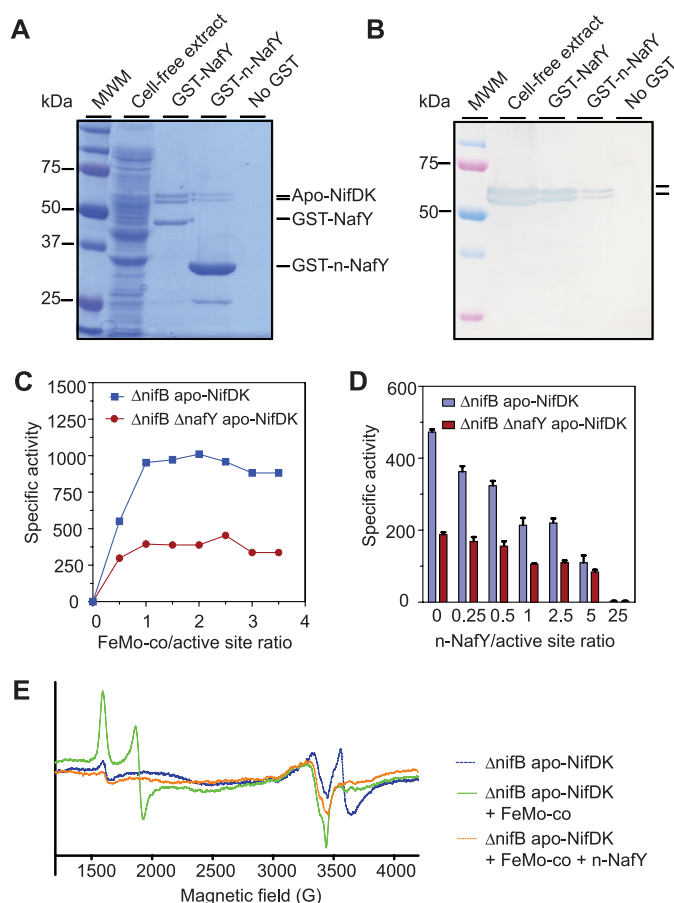 A
B
kDa
MWM
Cell-free extract
GST-NafY
GST-n-NafY
No GST
75
50
37
25
Apo-NifDK
GST-NafY
GST-n-NafY
kDa
MWM
Cell-free extract
GST-NafY
GST-n-NafY
No GST
75
50
C
ΔnifB apo-NifDK
ΔnifB ΔnafY apo-NifDK
Specific activity
1500
1250
1000
750
500
250
0
0 1 2 3 4
FeMo-co/active site ratio
D
ΔnifB apo-NifDK
ΔnifB ΔnafY apo-NifDK
Specific activity
600
400
200
0
0 0.25 0.5 1 2.5 5 25
n-NafY/active site ratio
E
1500 2000 2500 3000 3500 4000
Magnetic field (G)
ΔnifB apo-NifDK
ΔnifB apo-NifDK
+ FeMo-co
ΔnifB apo-NifDK
+ FeMo-co + n-NafY